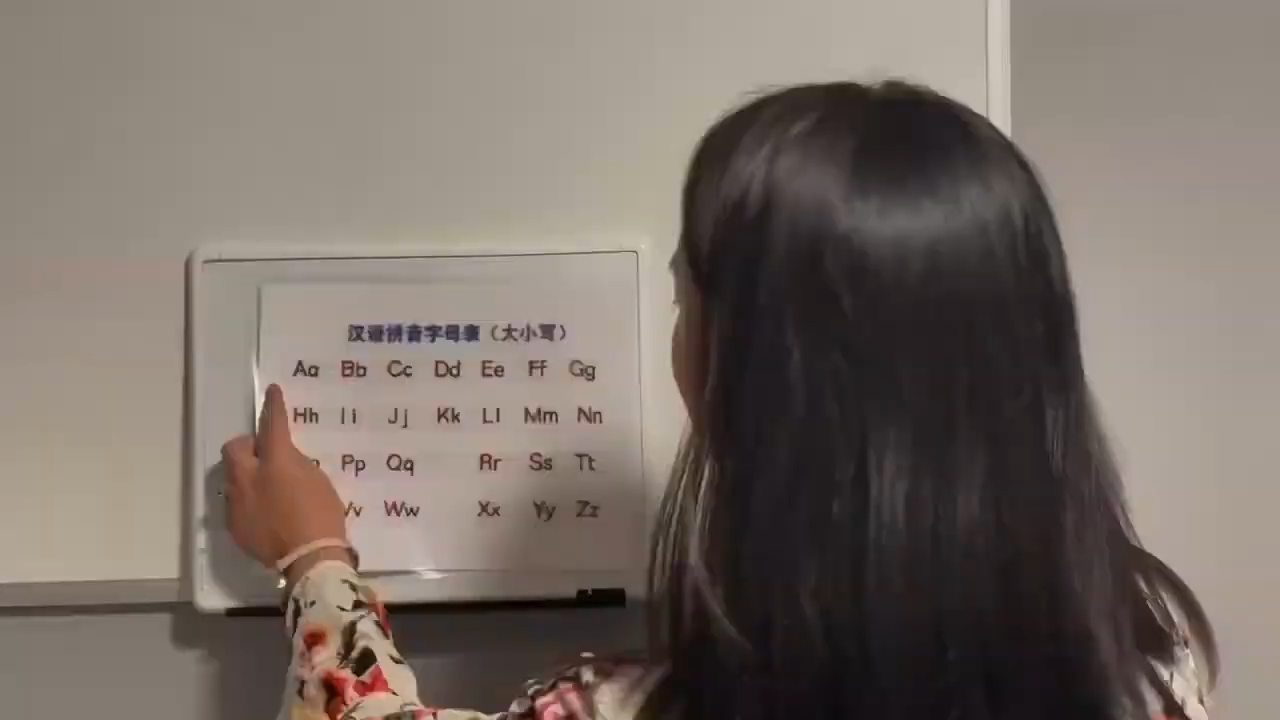 汉语拼音字母表（大小写）
Aa Bb Cc Dd Ee Ff Gg
Hh Ii Jj Kk Ll Mm Nn
Pp Qq Rr Ss Tt
Vv Ww Xx Yy Zz